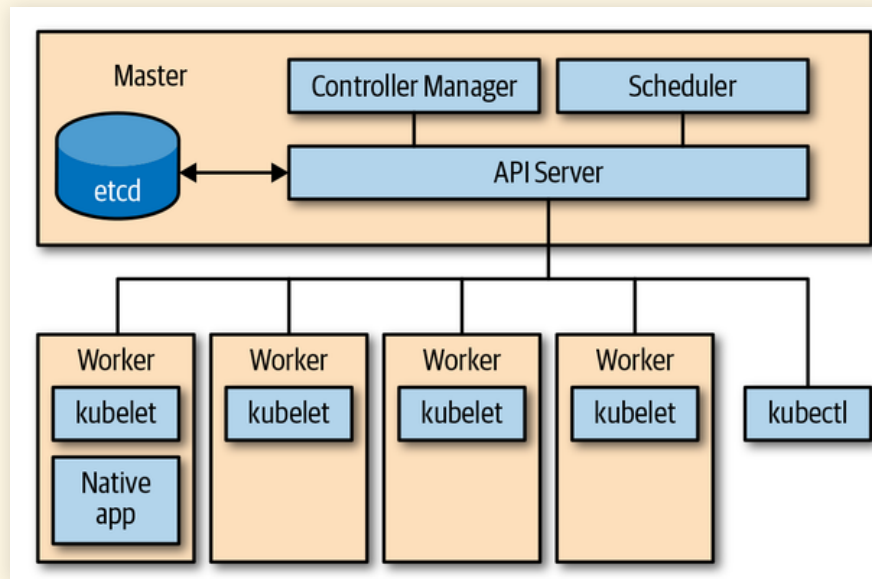 Master
Controller Manager
Scheduler
etcd
API Server
Worker
Worker
Worker
Worker
kubelet
kubelet
kubelet
kubelet
kubectl
Native
app